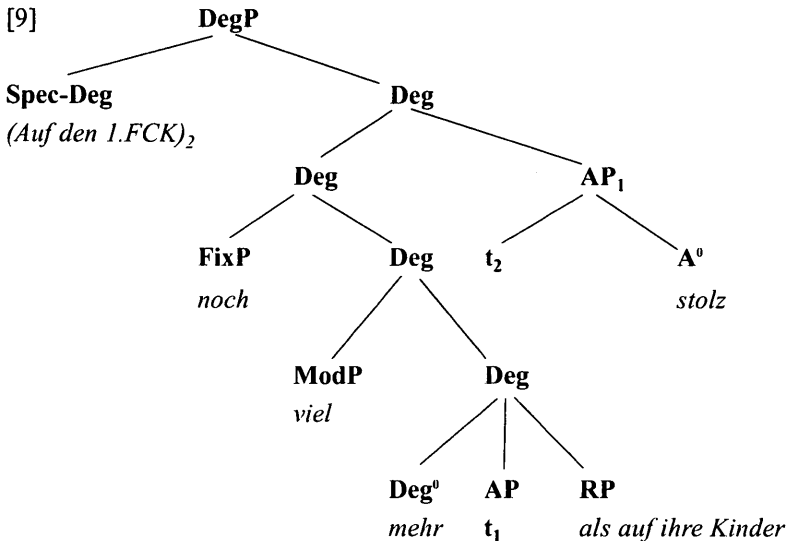 [9] DegP
Spec-Deg Deg
(Auf den 1.FCK)₂
Deg AP₁
FixP Deg t₂ A⁰
noch stolz
ModP Deg
viel
Deg⁰ AP RP
mehr t₁ als auf ihre Kinder